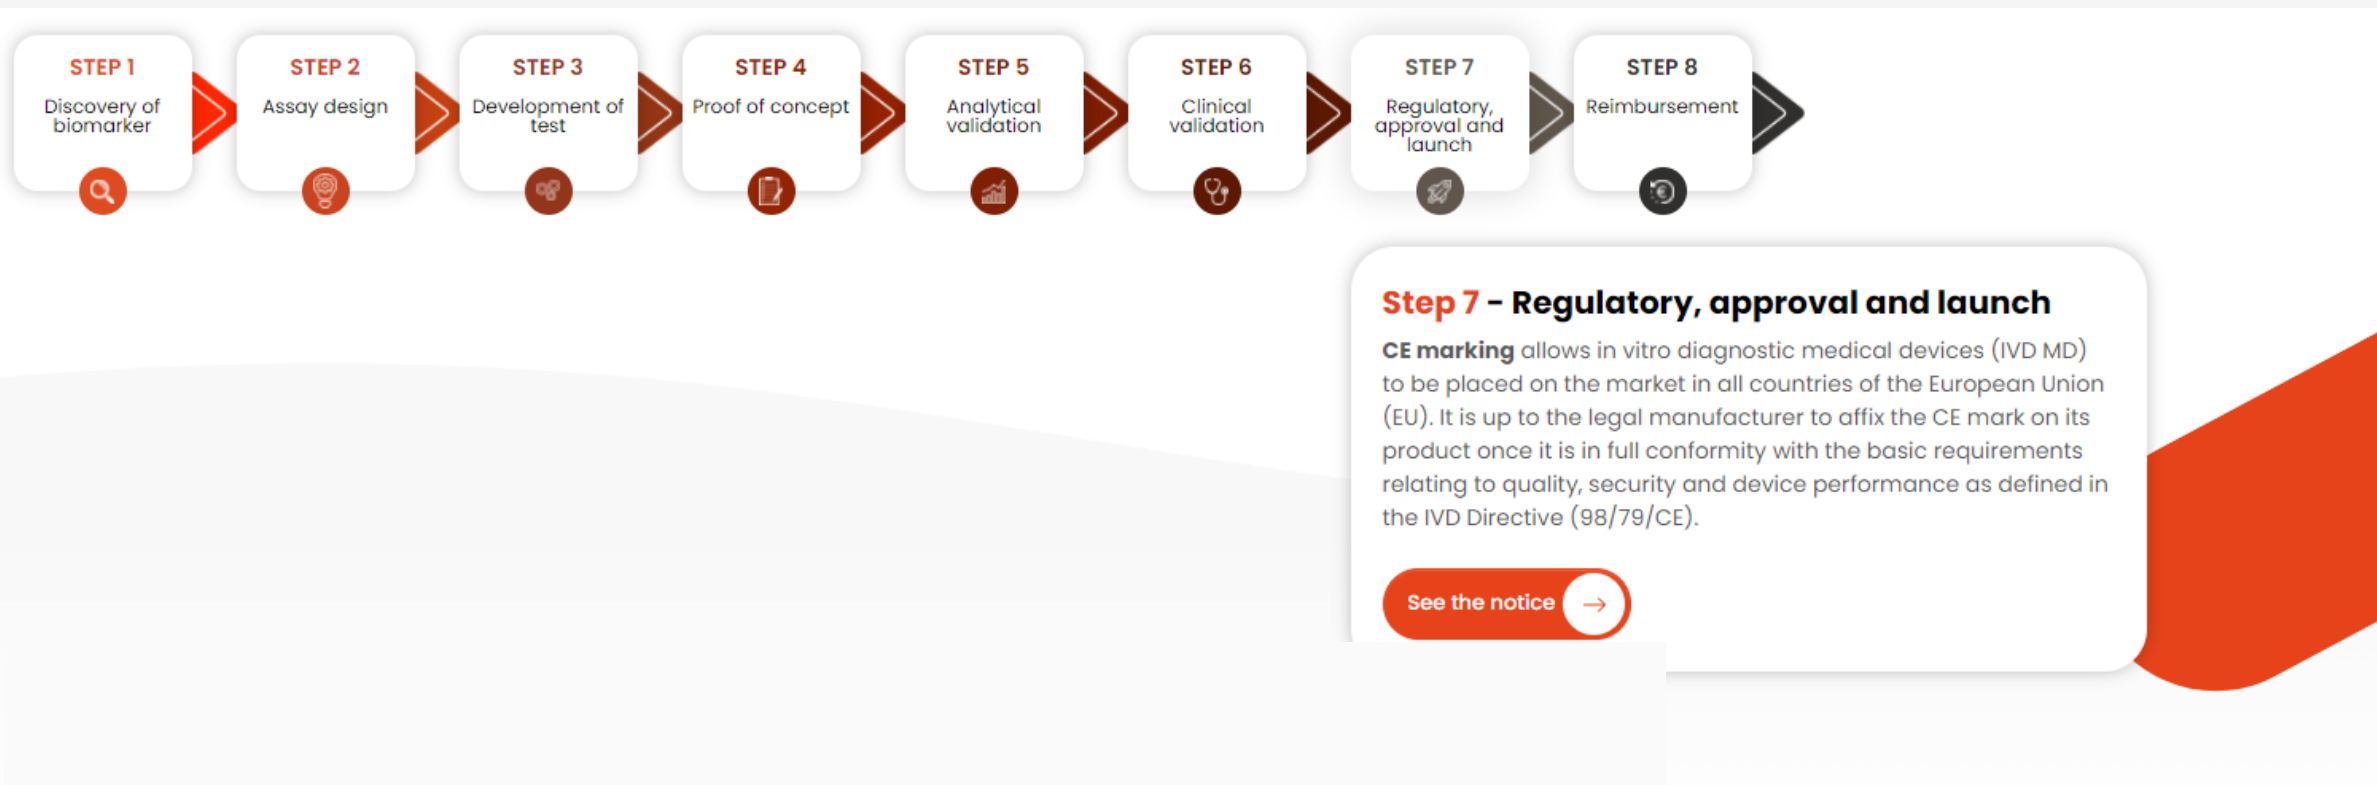 STEP 1
Discovery of
biomarker
STEP 2
Assay design
STEP 3
Development of
test
STEP 4
Proof of concept
STEP 5
Analytical
validation
STEP 6
Clinical
validation
STEP 7
Regulatory,
approval and
launch
STEP 8
Reimbursement
Step 7 - Regulatory, approval and launch
CE marking allows in vitro diagnostic medical devices (IVD MD)
to be placed on the market in all countries of the European Union
(EU). It is up to the legal manufacturer to affix the CE mark on its
product once it is in full conformity with the basic requirements
relating to quality, security and device performance as defined in
the IVD Directive (98/79/CE).
See the notice